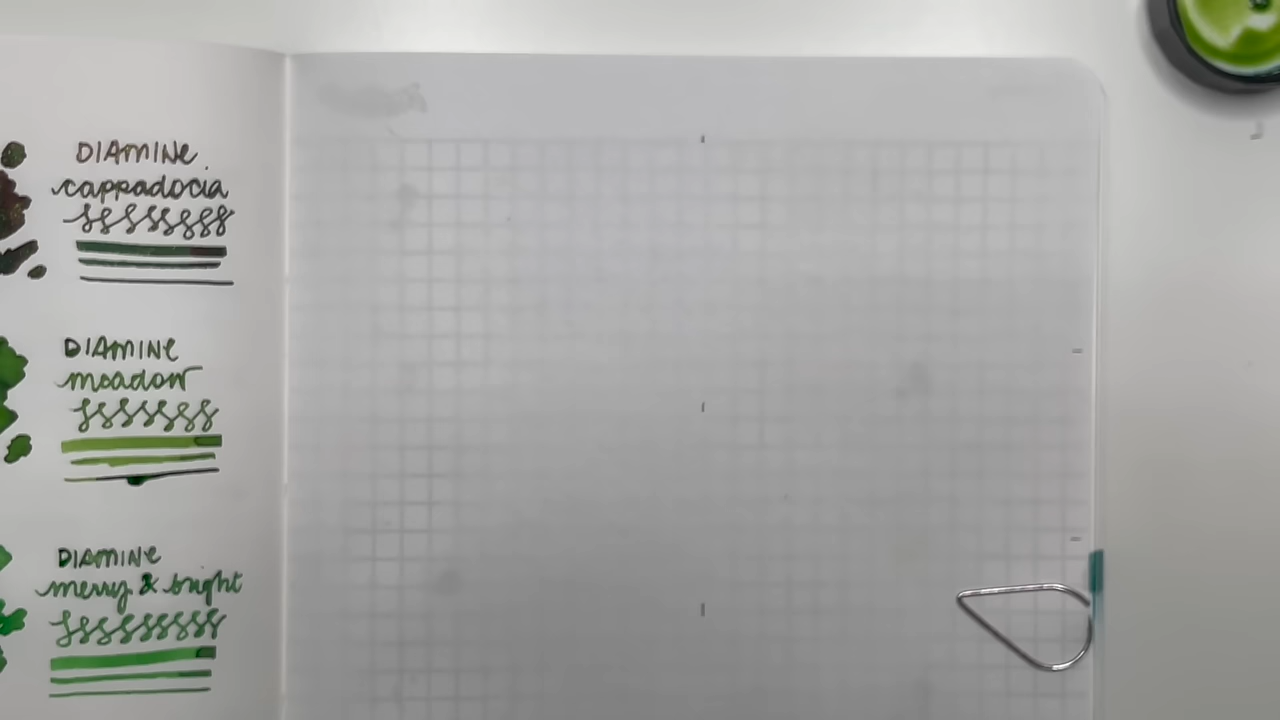 DIAMINE
cappadocia
DIAMINE
meadow
DIAMINE
merry & bright